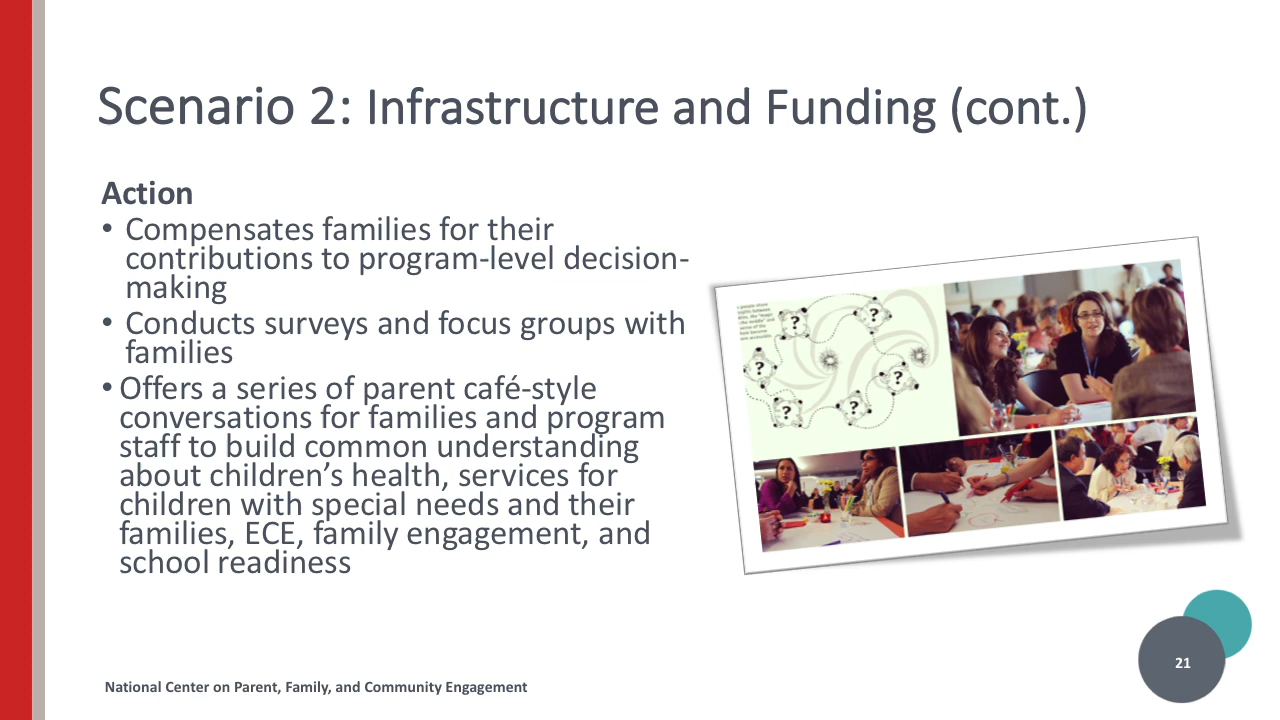 Scenario 2: Infrastructure and Funding (cont.)
Action
• Compensates families for their
contributions to program-level decision-
making
• Conducts surveys and focus groups with
families
• Offers a series of parent café-style
conversations for families and program
staff to build common understanding
about children’s health, services for
children with special needs and their
families, ECE, family engagement, and
school readiness
? ?
?
? ? ?
National Center on Parent, Family, and Community Engagement
21